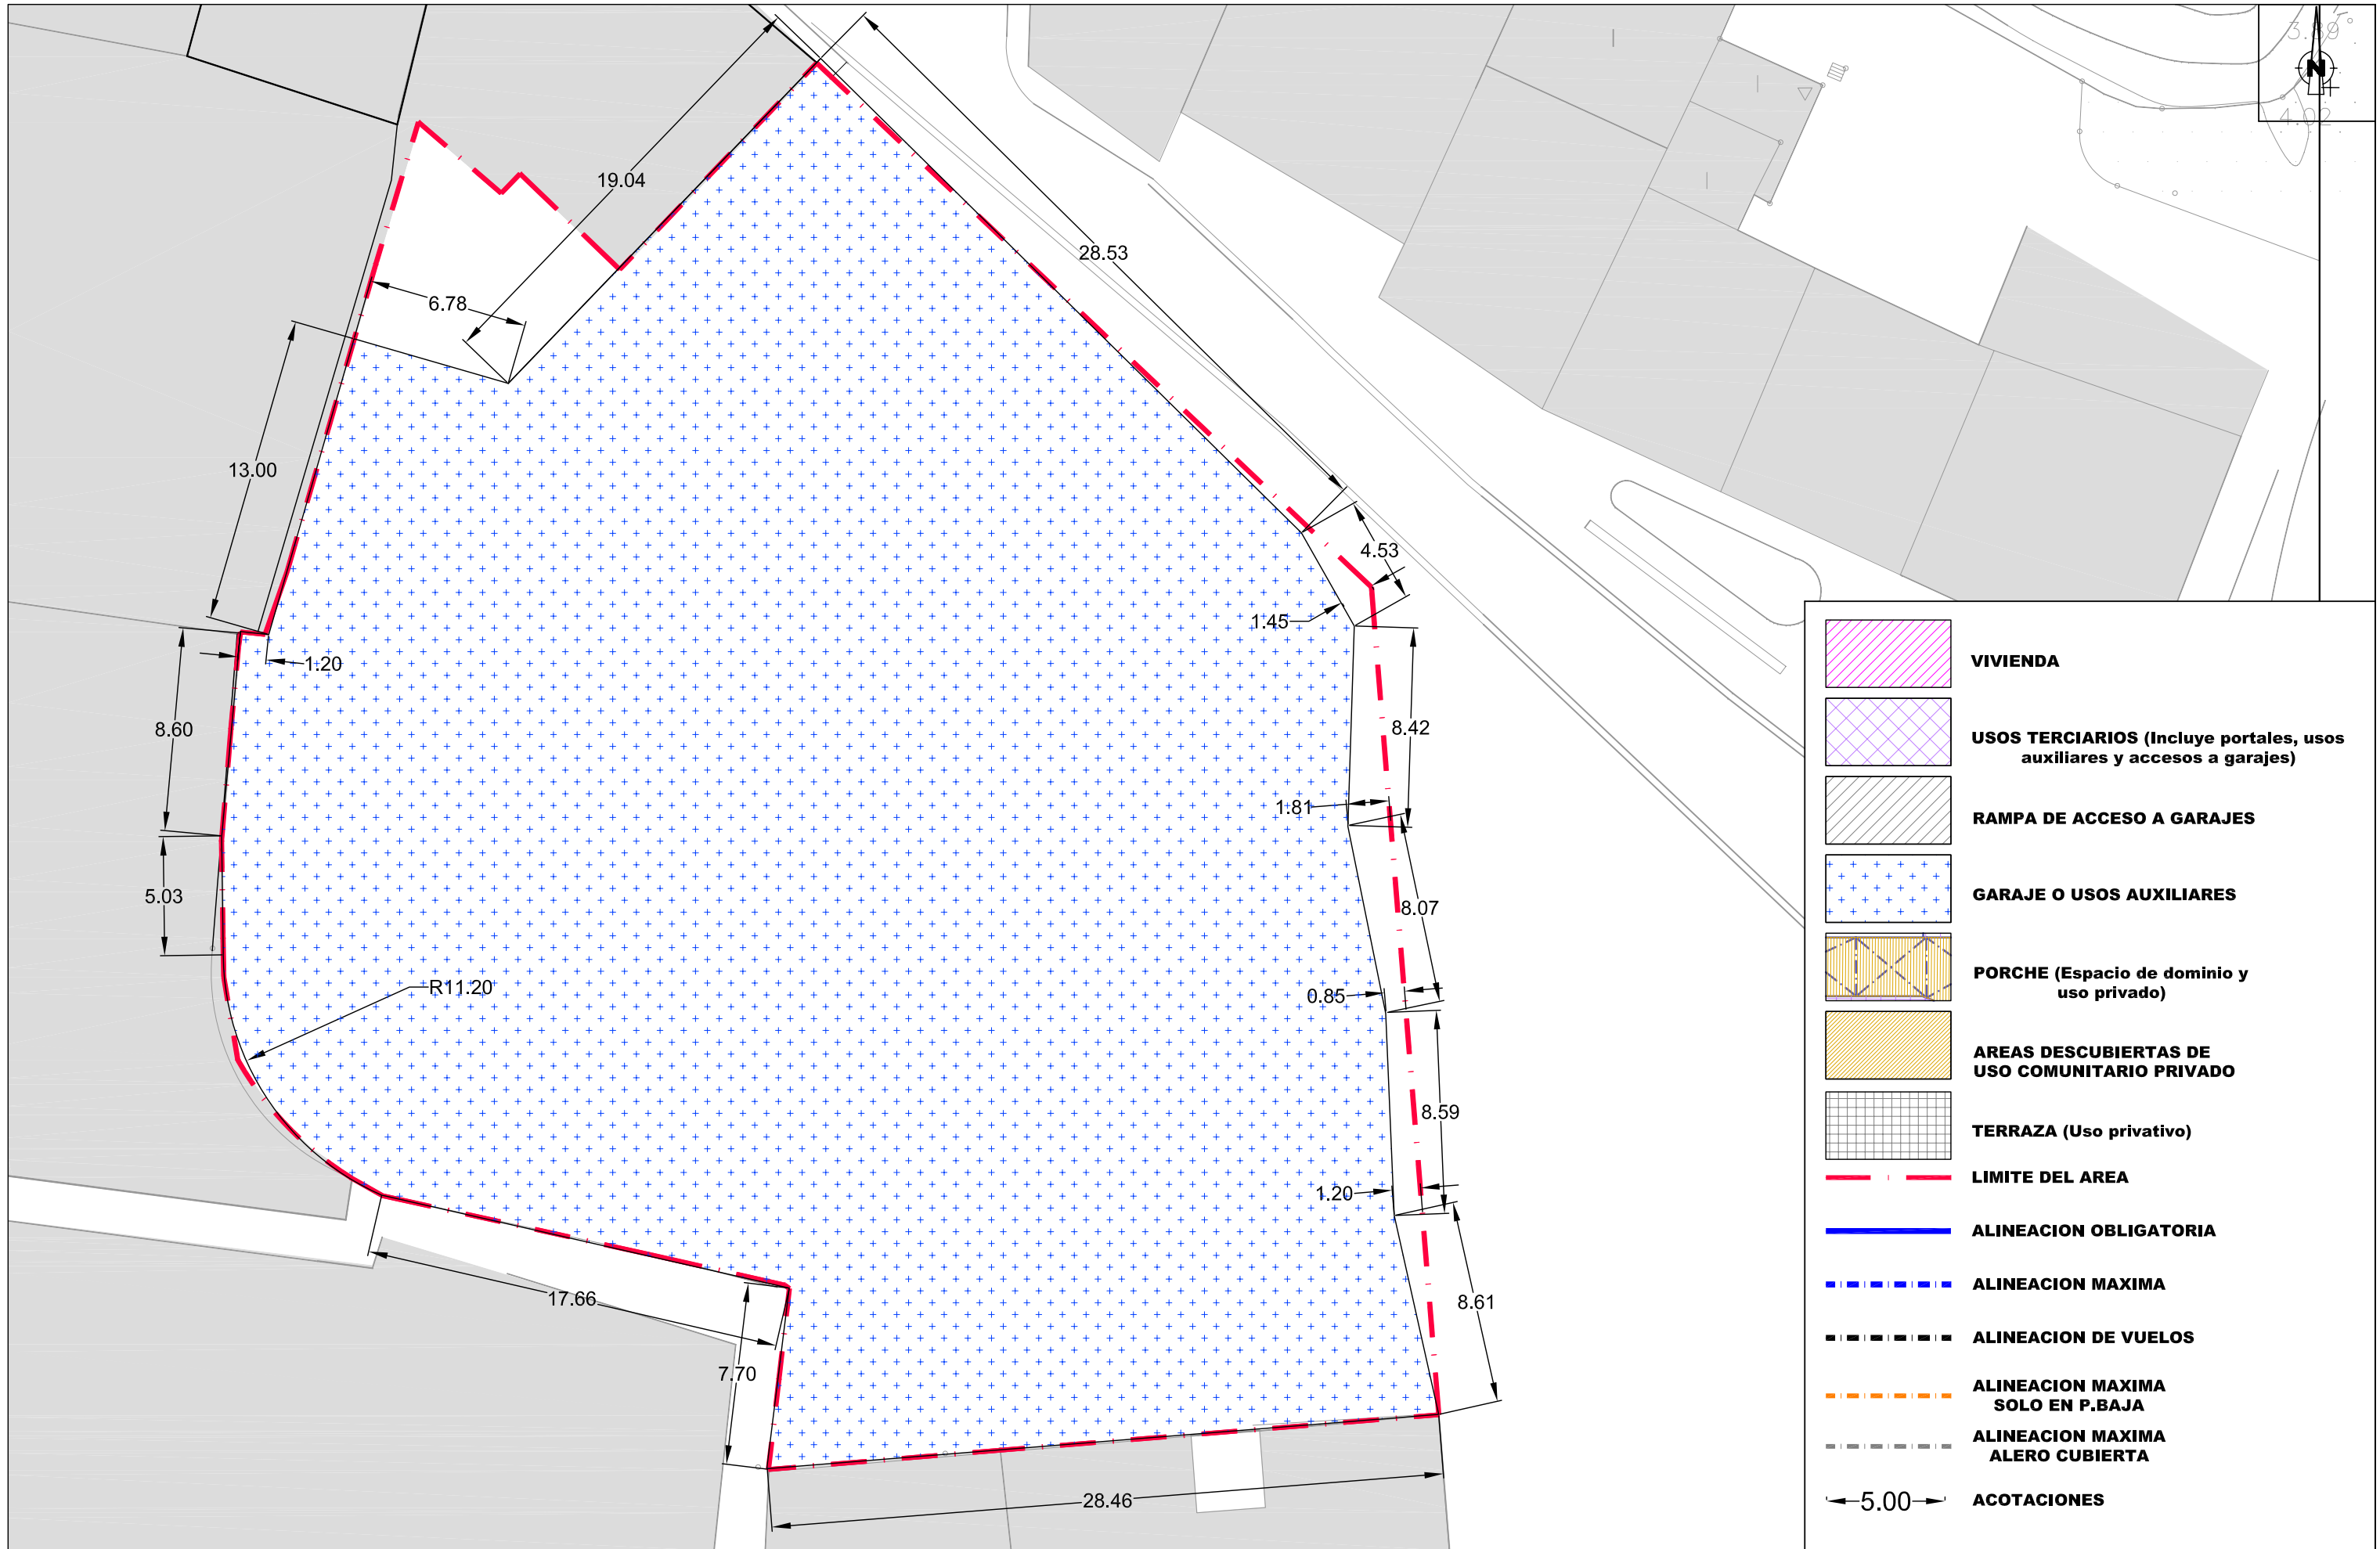 3.89
N
4.02
19.04
28.53
6.78
13.00
4.53
1.45
1.20
8.60
8.42
1.81
5.03
8.07
R11.20
0.85
8.59
1.20
17.66
8.61
7.70
28.46
VIVIENDA
USOS TERCIARIOS (Incluye portales, usos
auxiliares y accesos a garajes)
RAMPA DE ACCESO A GARAJES
GARAJE O USOS AUXILIARES
PORCHE (Espacio de dominio y
uso privado)
AREAS DESCUBIERTAS DE
USO COMUNITARIO PRIVADO
TERRAZA (Uso privativo)
LIMITE DEL AREA
ALINEACION OBLIGATORIA
ALINEACION MAXIMA
ALINEACION DE VUELOS
ALINEACION MAXIMA
SOLO EN P.BAJA
ALINEACION MAXIMA
ALERO CUBIERTA
5.00
ACOTACIONES